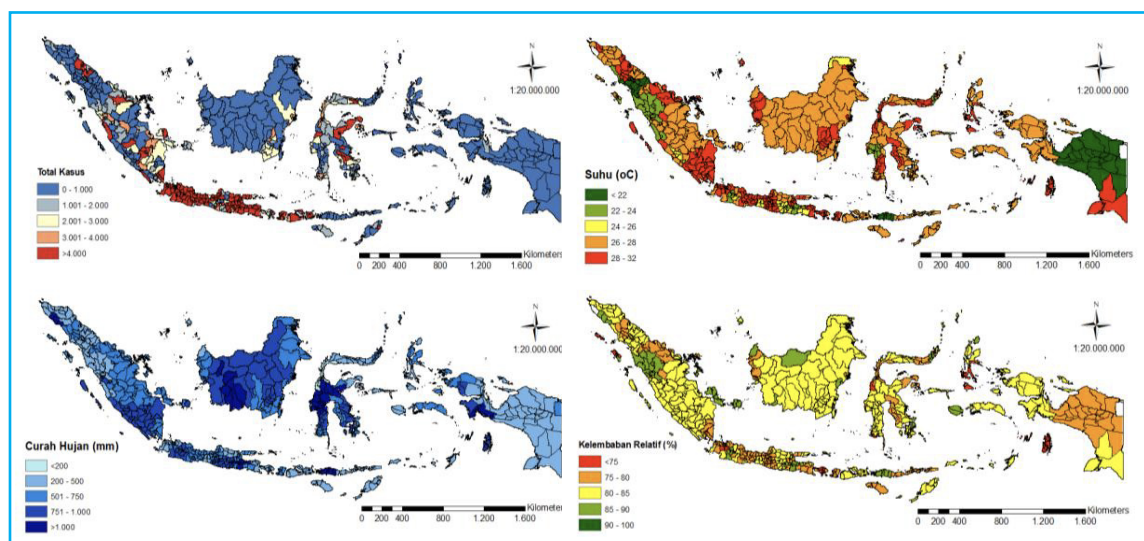 N
1:20.000.000
Total Kasus
0 - 1.000
1.001 - 2.000
2.001 - 3.000
3.001 - 4.000
>4.000
Kilometers
0 200 400 800 1.200 1.600
N
1:20.000.000
Suhu (oC)
< 22
22 - 24
24 - 26
26 - 28
28 - 32
Kilometers
0 200 400 800 1.200 1.600
N
1:20.000.000
Curah Hujan (mm)
<200
200 - 500
501 - 750
751 - 1.000
>1.000
Kilometers
0 200 400 800 1.200 1.600
N
1:20.000.000
Kelembaban Relatif (%)
<75
75 - 80
80 - 85
85 - 90
90 - 100
Kilometers
0 200 400 800 1.200 1.600